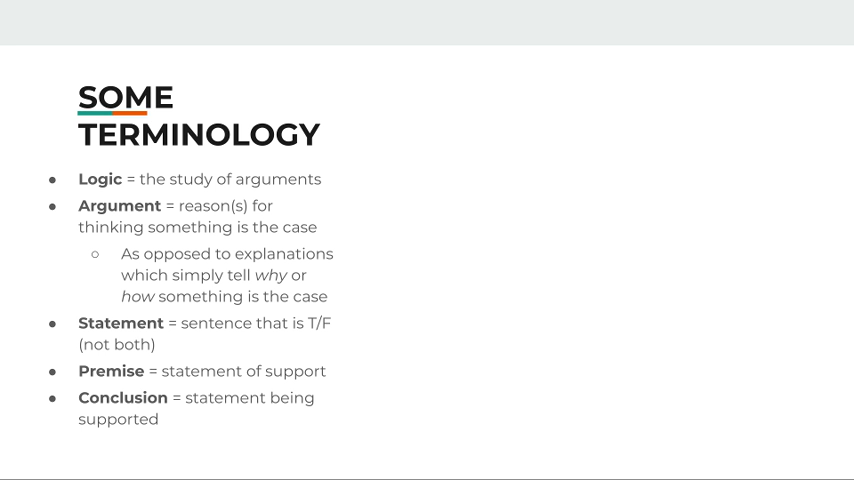 SOME
TERMINOLOGY
● Logic = the study of arguments
● Argument = reason(s) for
thinking something is the case
○ As opposed to explanations
which simply tell why or
how something is the case
● Statement = sentence that is T/F
(not both)
● Premise = statement of support
● Conclusion = statement being
supported